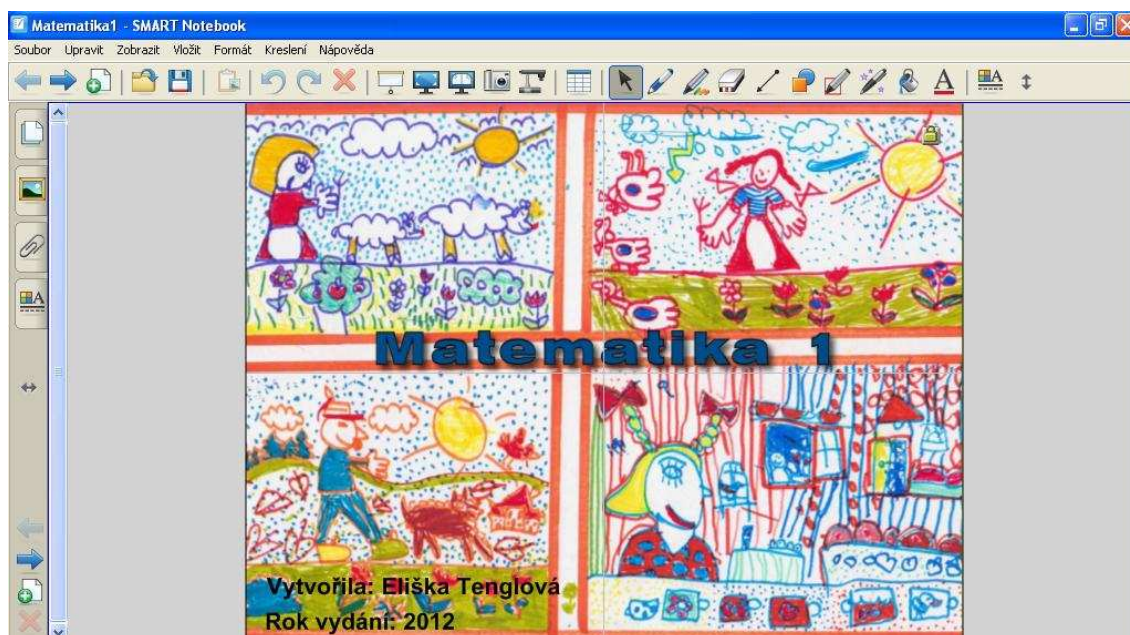 Matematika1 - SMART Notebook
Soubor Upravit Zobrazit Vložit Formát Kreslení Nápověda
Matematika 1
Vytvořila: Eliška Tenglová
Rok vydání: 2012